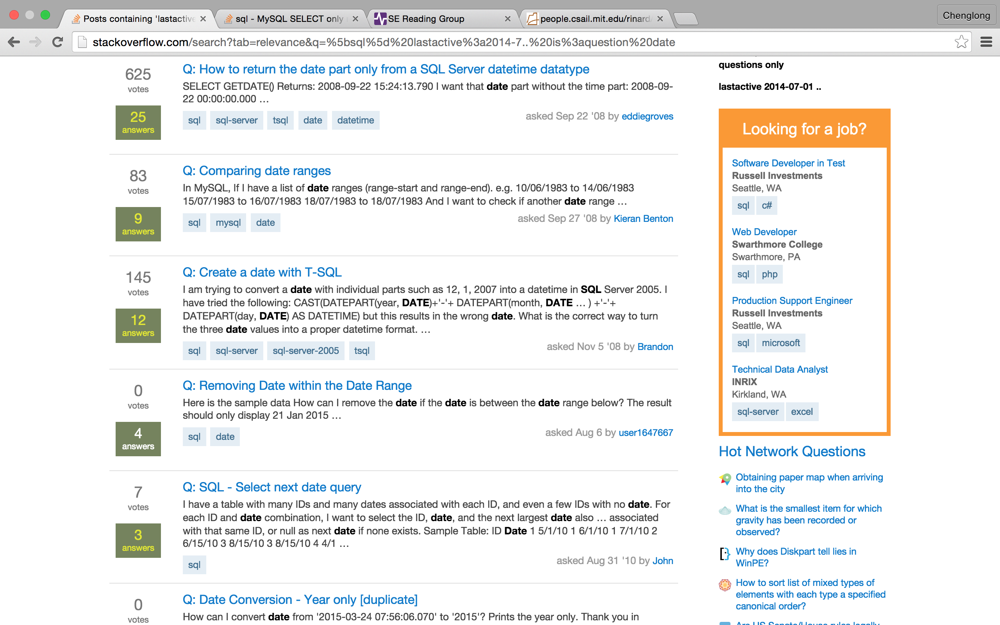 Posts containing 'lastactive
sql - MySQL SELECT only
SE Reading Group
people.csail.mit.edu/rinard/
Chenglong
stackoverflow.com/search?tab=relevance&q=%5bsql%5d%20lastactive%3a2014-7..%20is%3aquestion%20date
625
votes
25
answers
Q: How to return the date part only from a SQL Server datetime datatype
SELECT GETDATE() Returns: 2008-09-22 15:24:13.790 I want that date part without the time part: 2008-09-
22 00:00:00.000 …
sql sql-server tsql date datetime
asked Sep 22 '08 by eddiegroves
83
votes
9
answers
Q: Comparing date ranges
In MySQL, If I have a list of date ranges (range-start and range-end). e.g. 10/06/1983 to 14/06/1983
15/07/1983 to 16/07/1983 18/07/1983 to 18/07/1983 And I want to check if another date range …
sql mysql date
asked Sep 27 '08 by Kieran Benton
145
votes
12
answers
Q: Create a date with T-SQL
I am trying to convert a date with individual parts such as 12, 1, 2007 into a datetime in SQL Server 2005. I
have tried the following: CAST(DATEPART(year, DATE)+'-'+ DATEPART(month, DATE … ) +'-'+
DATEPART(day, DATE) AS DATETIME) but this results in the wrong date. What is the correct way to turn
the three date values into a proper datetime format. …
sql sql-server sql-server-2005 tsql
asked Nov 5 '08 by Brandon
0
votes
4
answers
Q: Removing Date within the Date Range
Here is the sample data How can I remove the date if the date is between the date range below? The result
should only display 21 Jan 2015 …
sql date
asked Aug 6 by user1647667
7
votes
3
answers
Q: SQL - Select next date query
I have a table with many IDs and many dates associated with each ID, and even a few IDs with no date. For
each ID and date combination, I want to select the ID, date, and the next largest date also … associated
with that same ID, or null as next date if none exists. Sample Table: ID Date 1 5/1/10 1 6/1/10 1 7/1/10 2
6/15/10 3 8/15/10 3 8/15/10 4 4/1 …
sql
asked Aug 31 '10 by John
0
votes
Q: Date Conversion - Year only [duplicate]
How can I convert date from '2015-03-24 07:56:06.070' to '2015'? Prints the year only. Thank you in
questions only
lastactive 2014-07-01 ..
Looking for a job?
Software Developer in Test
Russell Investments
Seattle, WA
sql c#
Web Developer
Swarthmore College
Swarthmore, PA
sql php
Production Support Engineer
Russell Investments
Seattle, WA
sql microsoft
Technical Data Analyst
INRIX
Kirkland, WA
sql-server excel
Hot Network Questions
Obtaining paper map when arriving
into the city
What is the smallest item for which
gravity has been recorded or
observed?
Why does Diskpart tell lies in
WinPE?
How to sort list of mixed types of
elements with each type a specified
canonical order?
Are US Senate/House rules legally